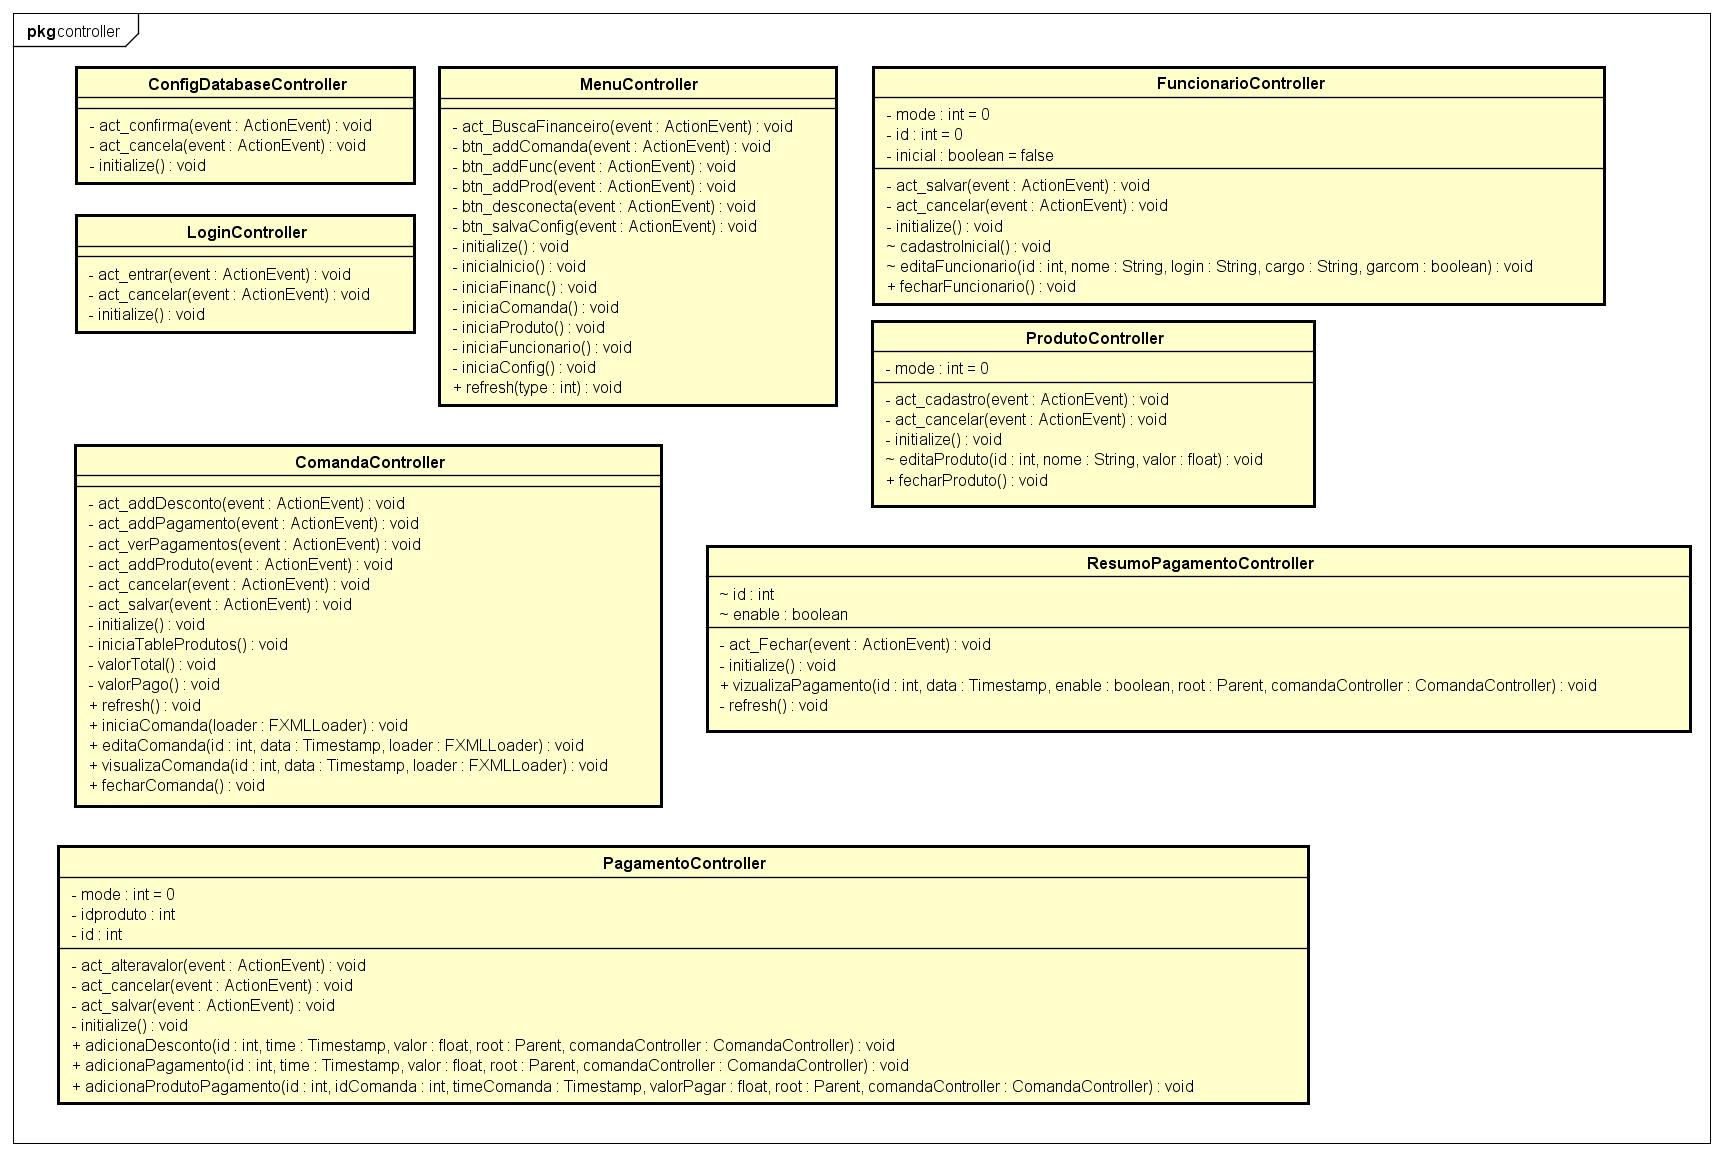 pkg controller
ConfigDatabaseController
- act_confirma(event : ActionEvent) : void
- act_cancela(event : ActionEvent) : void
- initialize() : void
LoginController
- act_entrar(event : ActionEvent) : void
- act_cancelar(event : ActionEvent) : void
- initialize() : void
MenuController
- act_BuscaFinanceiro(event : ActionEvent) : void
- btn_addComanda(event : ActionEvent) : void
- btn_addFunc(event : ActionEvent) : void
- btn_addProd(event : ActionEvent) : void
- btn_desconecta(event : ActionEvent) : void
- btn_salvaConfig(event : ActionEvent) : void
- initialize() : void
- iniciaInicio() : void
- iniciaFinanc() : void
- iniciaComanda() : void
- iniciaProduto() : void
- iniciaFuncionario() : void
- iniciaConfig() : void
+ refresh(type : int) : void
FuncionarioController
- mode : int = 0
- id : int = 0
- inicial : boolean = false
- act_salvar(event : ActionEvent) : void
- act_cancelar(event : ActionEvent) : void
- initialize() : void
~ cadastroInicial() : void
~ editaFuncionario(id : int, nome : String, login : String, cargo : String, garcom : boolean) : void
+ fecharFuncionario() : void
ProdutoController
- mode : int = 0
- act_cadastro(event : ActionEvent) : void
- act_cancelar(event : ActionEvent) : void
- initialize() : void
~ editaProduto(id : int, nome : String, valor : float) : void
+ fecharProduto() : void
ComandaController
- act_addDesconto(event : ActionEvent) : void
- act_addPagamento(event : ActionEvent) : void
- act_verPagamentos(event : ActionEvent) : void
- act_addProduto(event : ActionEvent) : void
- act_cancelar(event : ActionEvent) : void
- act_salvar(event : ActionEvent) : void
- initialize() : void
- iniciaTableProdutos() : void
- valorTotal() : void
- valorPago() : void
+ refresh() : void
+ iniciaComanda(loader : FXMLLoader) : void
+ editaComanda(id : int, data : Timestamp, loader : FXMLLoader) : void
+ visualizaComanda(id : int, data : Timestamp, loader : FXMLLoader) : void
+ fecharComanda() : void
ResumoPagamentoController
~ id : int
~ enable : boolean
- act_Fechar(event : ActionEvent) : void
- initialize() : void
+ vizualizaPagamento(id : int, data : Timestamp, enable : boolean, root : Parent, comandaController : ComandaController) : void
- refresh() : void
PagamentoController
- mode : int = 0
- idproduto : int
- id : int
- act_alteravalor(event : ActionEvent) : void
- act_cancelar(event : ActionEvent) : void
- act_salvar(event : ActionEvent) : void
- initialize() : void
+ adicionaDesconto(id : int, time : Timestamp, valor : float, root : Parent, comandaController : ComandaController) : void
+ adicionaPagamento(id : int, time : Timestamp, valor : float, root : Parent, comandaController : ComandaController) : void
+ adicionaProdutoPagamento(id : int, idComanda : int, timeComanda : Timestamp, valorPagar : float, root : Parent, comandaController : ComandaController) : void